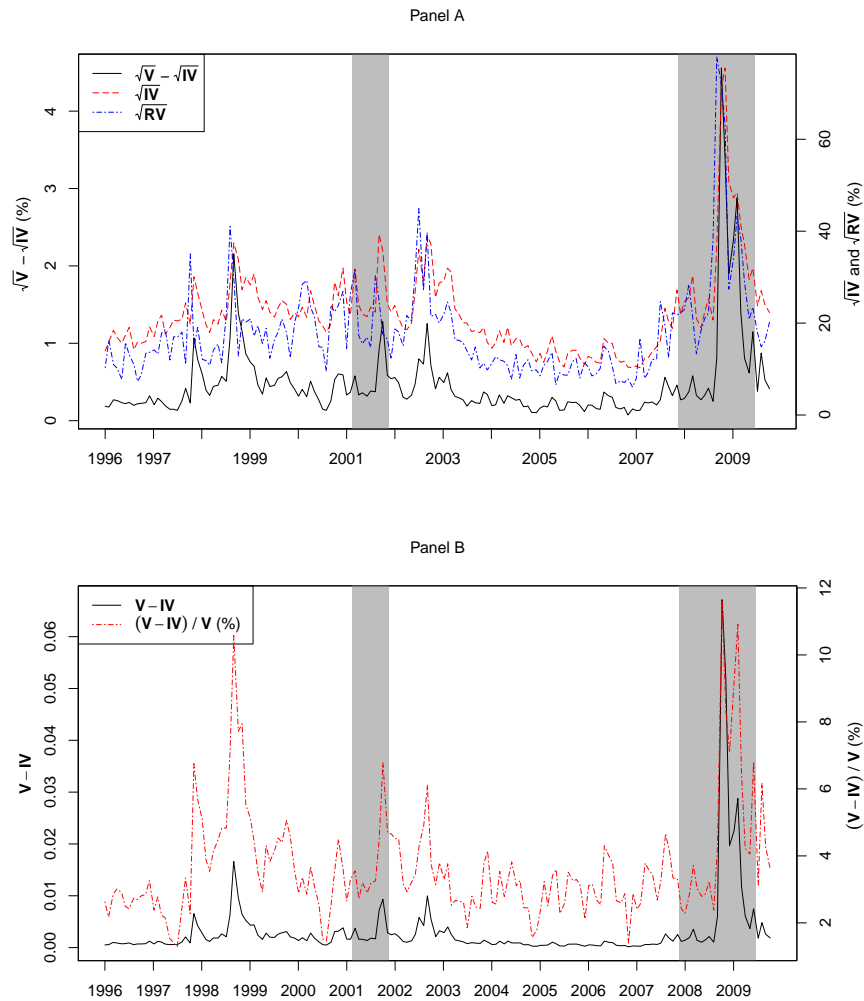 Panel A
√V − √IV
√IV
√RV
√V − √IV (%)
0 1 2 3 4
√IV and √RV (%)
0 20 40 60
1996 1997 1999 2001 2003 2005 2007 2009
Panel B
V − IV
(V − IV) / V (%)
V − IV
0.00 0.01 0.02 0.03 0.04 0.05 0.06
(V − IV) / V (%)
2 4 6 8 10 12
1996 1997 1998 1999 2000 2001 2002 2003 2004 2005 2006 2007 2008 2009